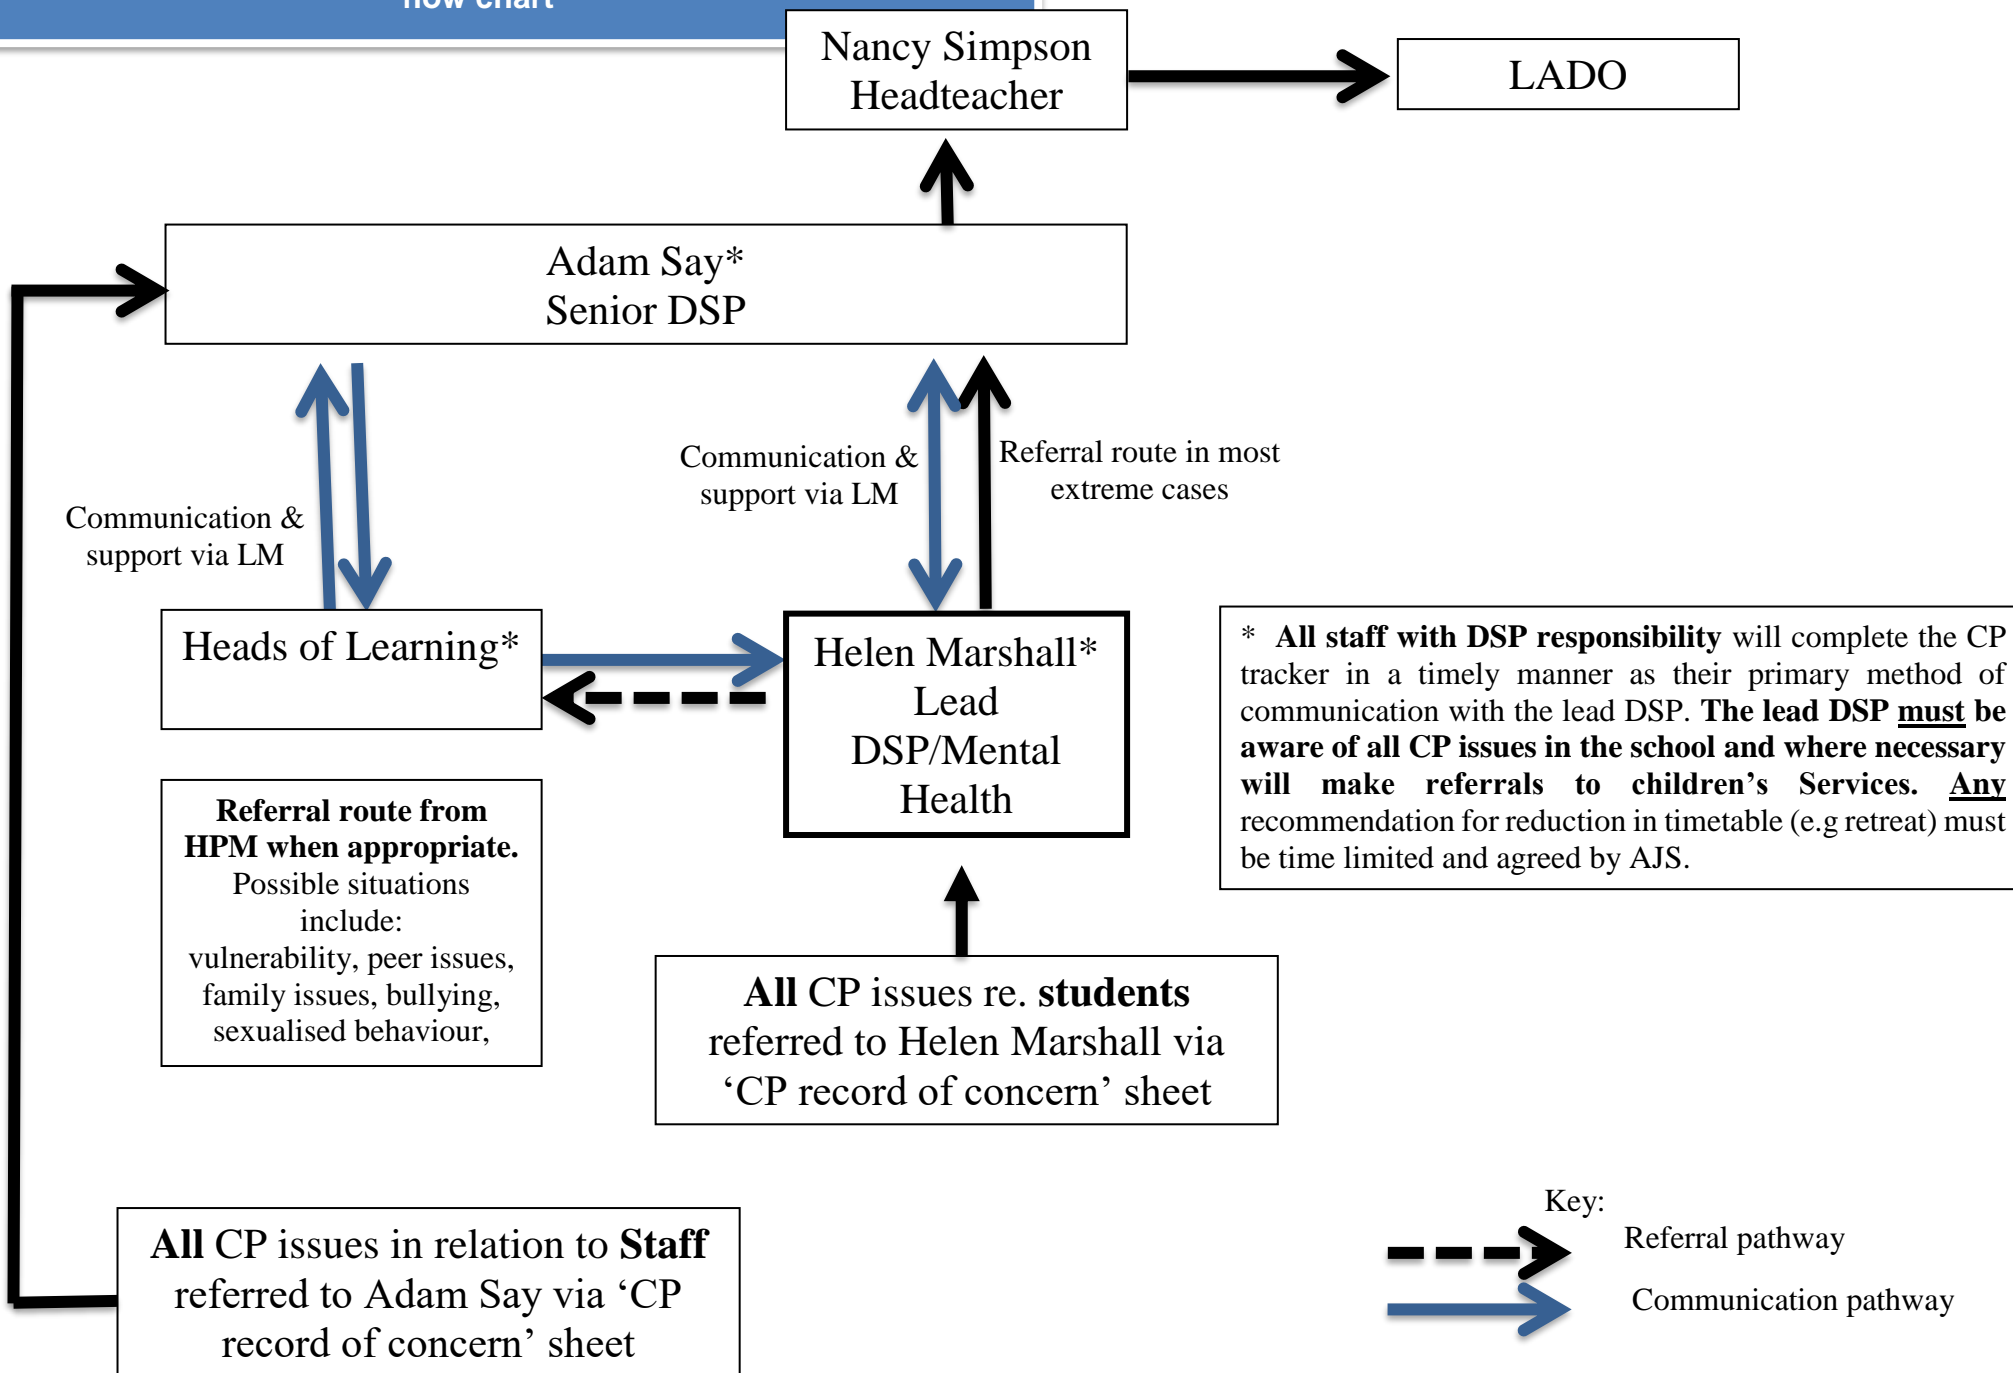 flow chart
Nancy Simpson
Headteacher
LADO
Adam Say*
Senior DSP
Communication &
support via LM
Communication &
support via LM
Referral route in most
extreme cases
Heads of Learning*
Helen Marshall*
Lead
DSP/Mental
Health
* All staff with DSP responsibility will complete the CP
tracker in a timely manner as their primary method of
communication with the lead DSP. The lead DSP must be
aware of all CP issues in the school and where necessary
will make referrals to children’s Services. Any
recommendation for reduction in timetable (e.g retreat) must
be time limited and agreed by AJS.
Referral route from
HPM when appropriate.
Possible situations
include:
vulnerability, peer issues,
family issues, bullying,
sexualised behaviour,
All CP issues re. students
referred to Helen Marshall via
‘CP record of concern’ sheet
All CP issues in relation to Staff
referred to Adam Say via ‘CP
record of concern’ sheet
Key:
Referral pathway
Communication pathway